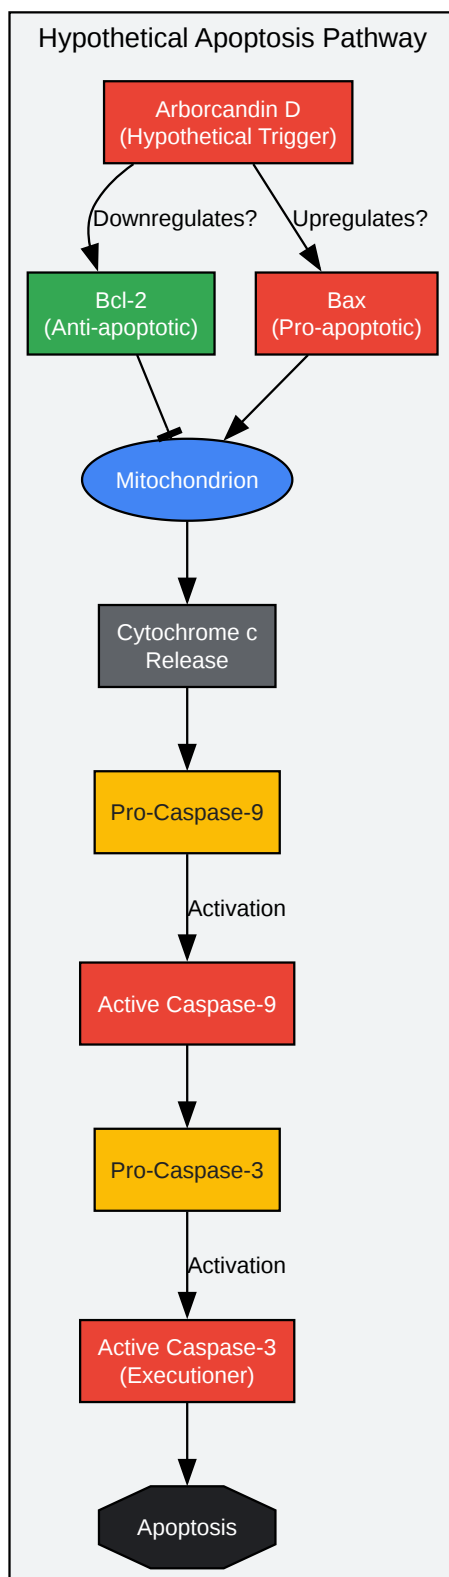 Hypothetical Apoptosis Pathway
Arborcandin D
(Hypothetical Trigger)
Downregulates?
Upregulates?
Bcl-2
(Anti-apoptotic)
Bax
(Pro-apoptotic)
Mitochondrion
Cytochrome c
Release
Pro-Caspase-9
Activation
Active Caspase-9
Pro-Caspase-3
Activation
Active Caspase-3
(Executioner)
Apoptosis